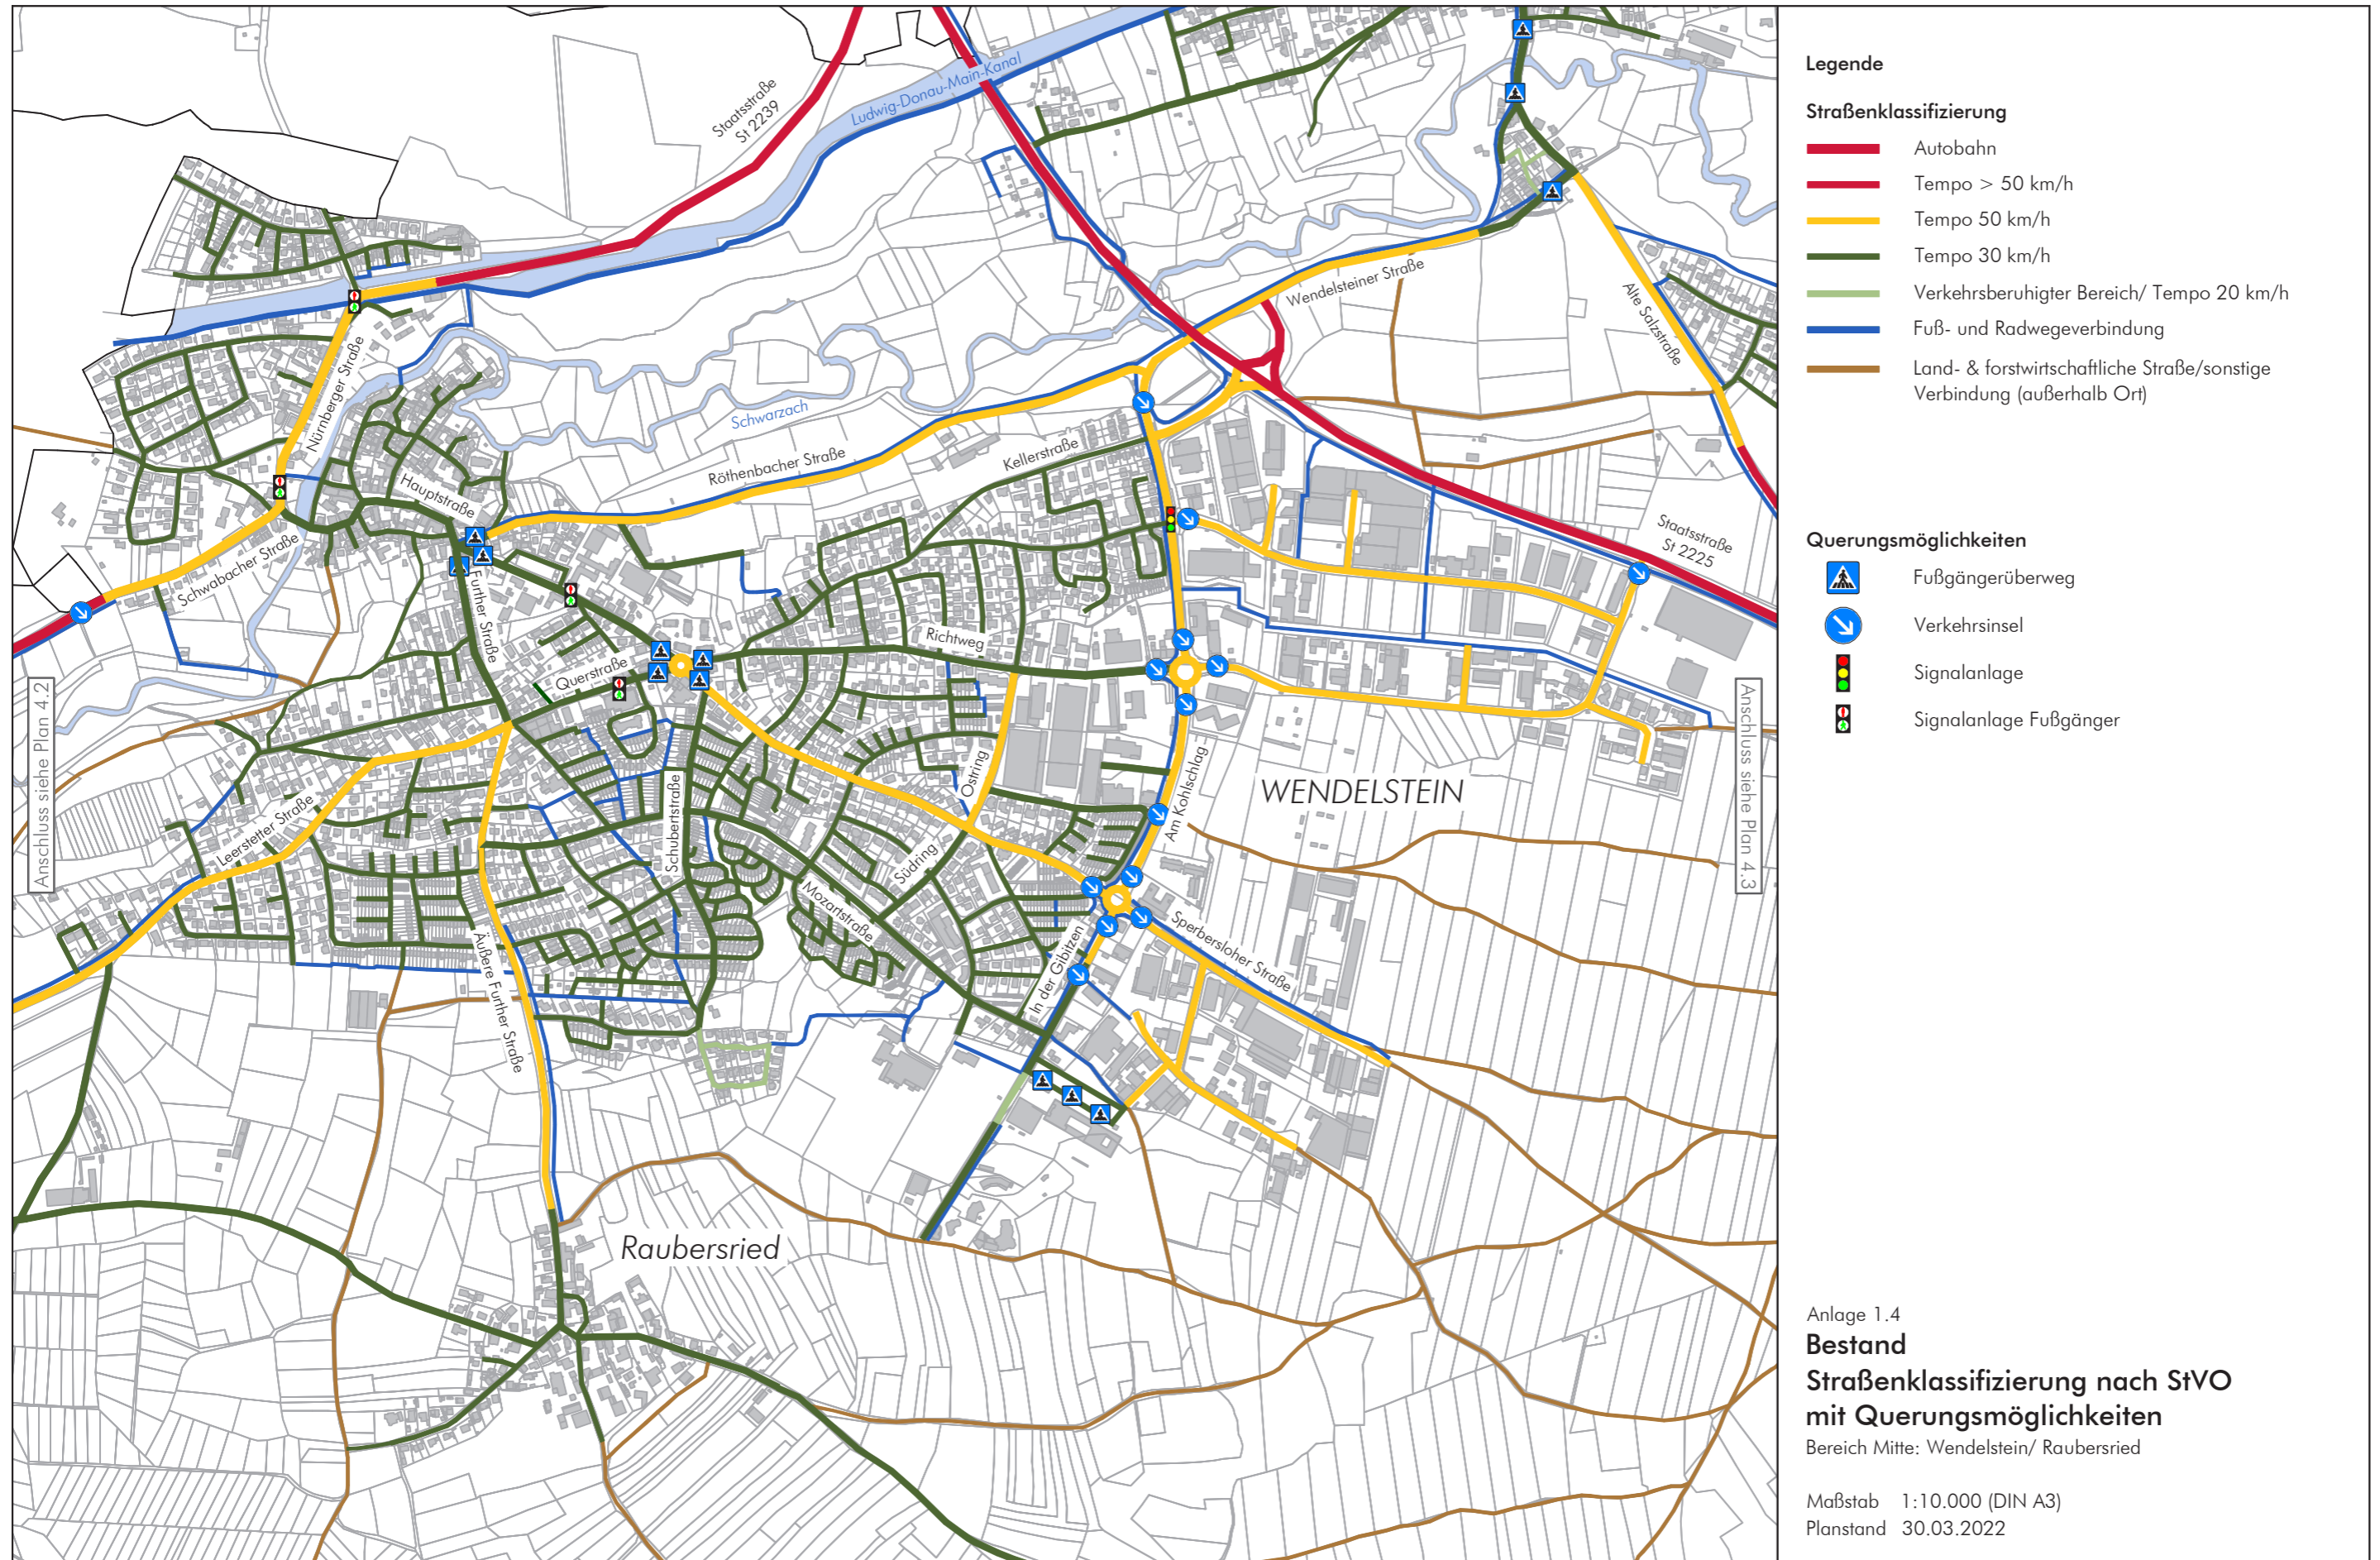 Staatsstraße
St 2239
Ludwig-Donau-Main-Kanal
Wendelsteiner Straße
Alte Salzstraße
Nürnberger Straße
Schwarzach
Röthenbacher Straße
Kellerstraße
Hauptstraße
Schwabacher Straße
Further Straße
Staatsstraße
St 2225
Richtweg
Querstraße
Anschluss siehe Plan 4.2
Anschluss siehe Plan 4.3
Ostring
Am Kohlschlag
WENDELSTEIN
Leerstetter Straße
Schubertstraße
Südring
Mozartstraße
Sperbersloher Straße
In der Gibitzen
Äußere Further Straße
Raubersried
Legende
Straßenklassifizierung
Autobahn
Tempo > 50 km/h
Tempo 50 km/h
Tempo 30 km/h
Verkehrsberuhigter Bereich/ Tempo 20 km/h
Fuß- und Radwegeverbindung
Land- & forstwirtschaftliche Straße/sonstige
Verbindung (außerhalb Ort)
Querungsmöglichkeiten
Fußgängerüberweg
Verkehrsinsel
Signalanlage
Signalanlage Fußgänger
Anlage 1.4
Bestand
Straßenklassifizierung nach StVO
mit Querungsmöglichkeiten
Bereich Mitte: Wendelstein/ Raubersried
Maßstab 1:10.000 (DIN A3)
Planstand 30.03.2022